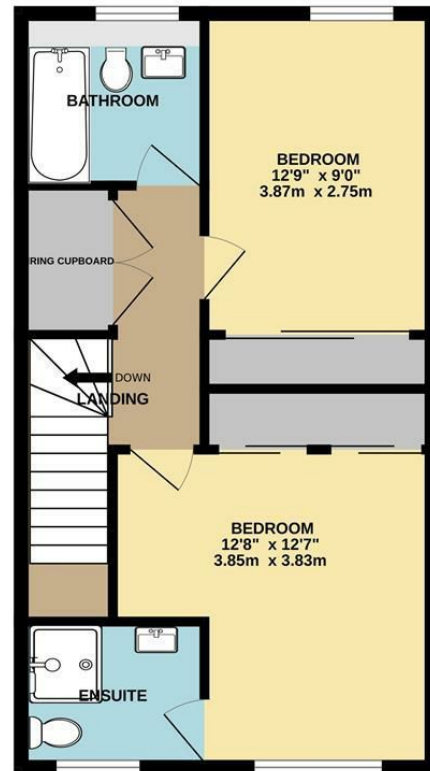 BATHROOM
BEDROOM
12'9" x 9'0"
3.87m x 2.75m
RING CUPBOARD
DOWN
LANDING
BEDROOM
12'8" x 12'7"
3.85m x 3.83m
ENSUITE